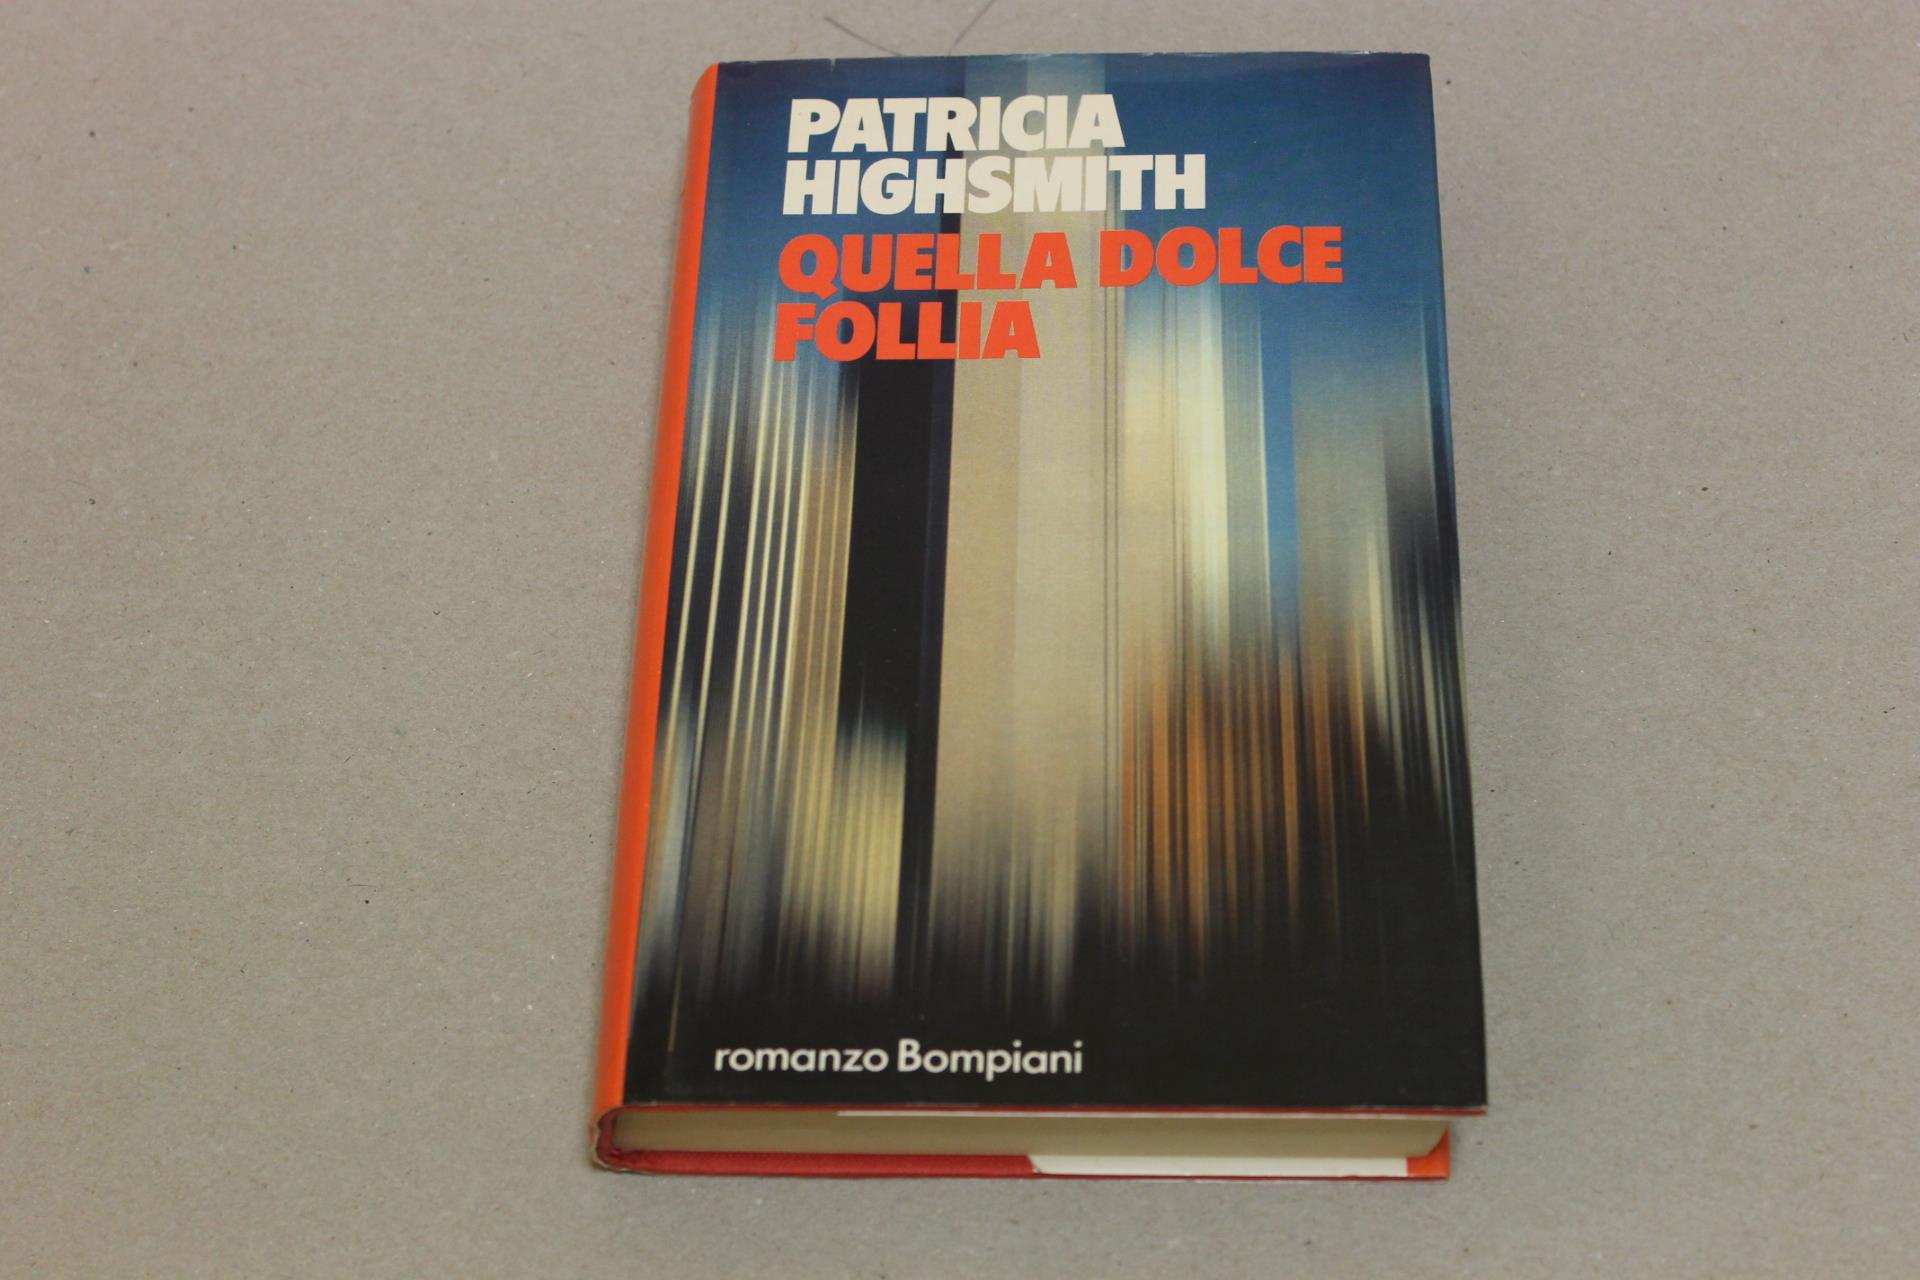 PATRICIA
HIGHSMITH
QUELLA DOLCE
FOLLIA
romanzo Bompiani